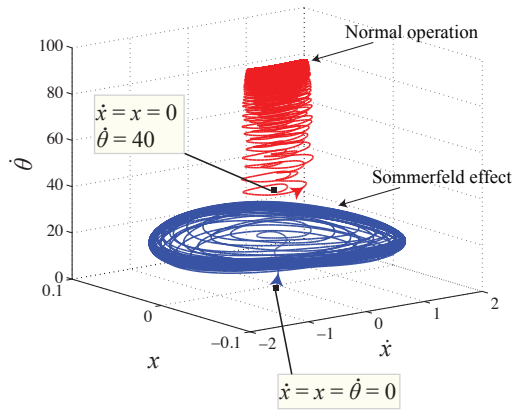 100
Normal operation
80
ẋ = x = 0
θ̇ = 40
60
θ̇
40
Sommerfeld effect
20
0
0.1
0
−0.1
−2
−1
0
1
2
x
ẋ
ẋ = x = θ̇ = 0